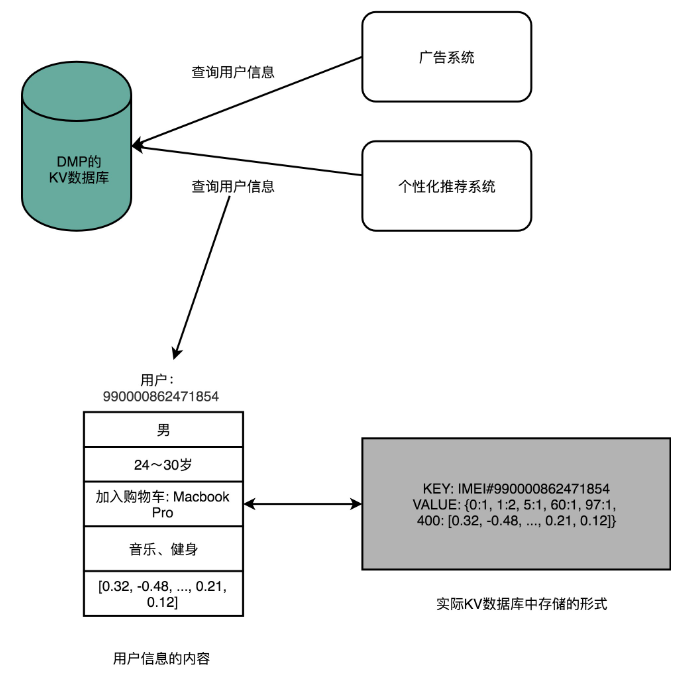 查询用户信息
广告系统
DMP的
KV数据库
查询用户信息
个性化推荐系统
用户：
990000862471854
男
24～30岁
加入购物车: Macbook
Pro
音乐、健身
[0.32, -0.48, ..., 0.21,
0.12]
KEY: IMEI#990000862471854
VALUE: {0:1, 1:2, 5:1, 60:1, 97:1,
400: [0.32, -0.48, ..., 0.21, 0.12]}
实际KV数据库中存储的形式
用户信息的内容